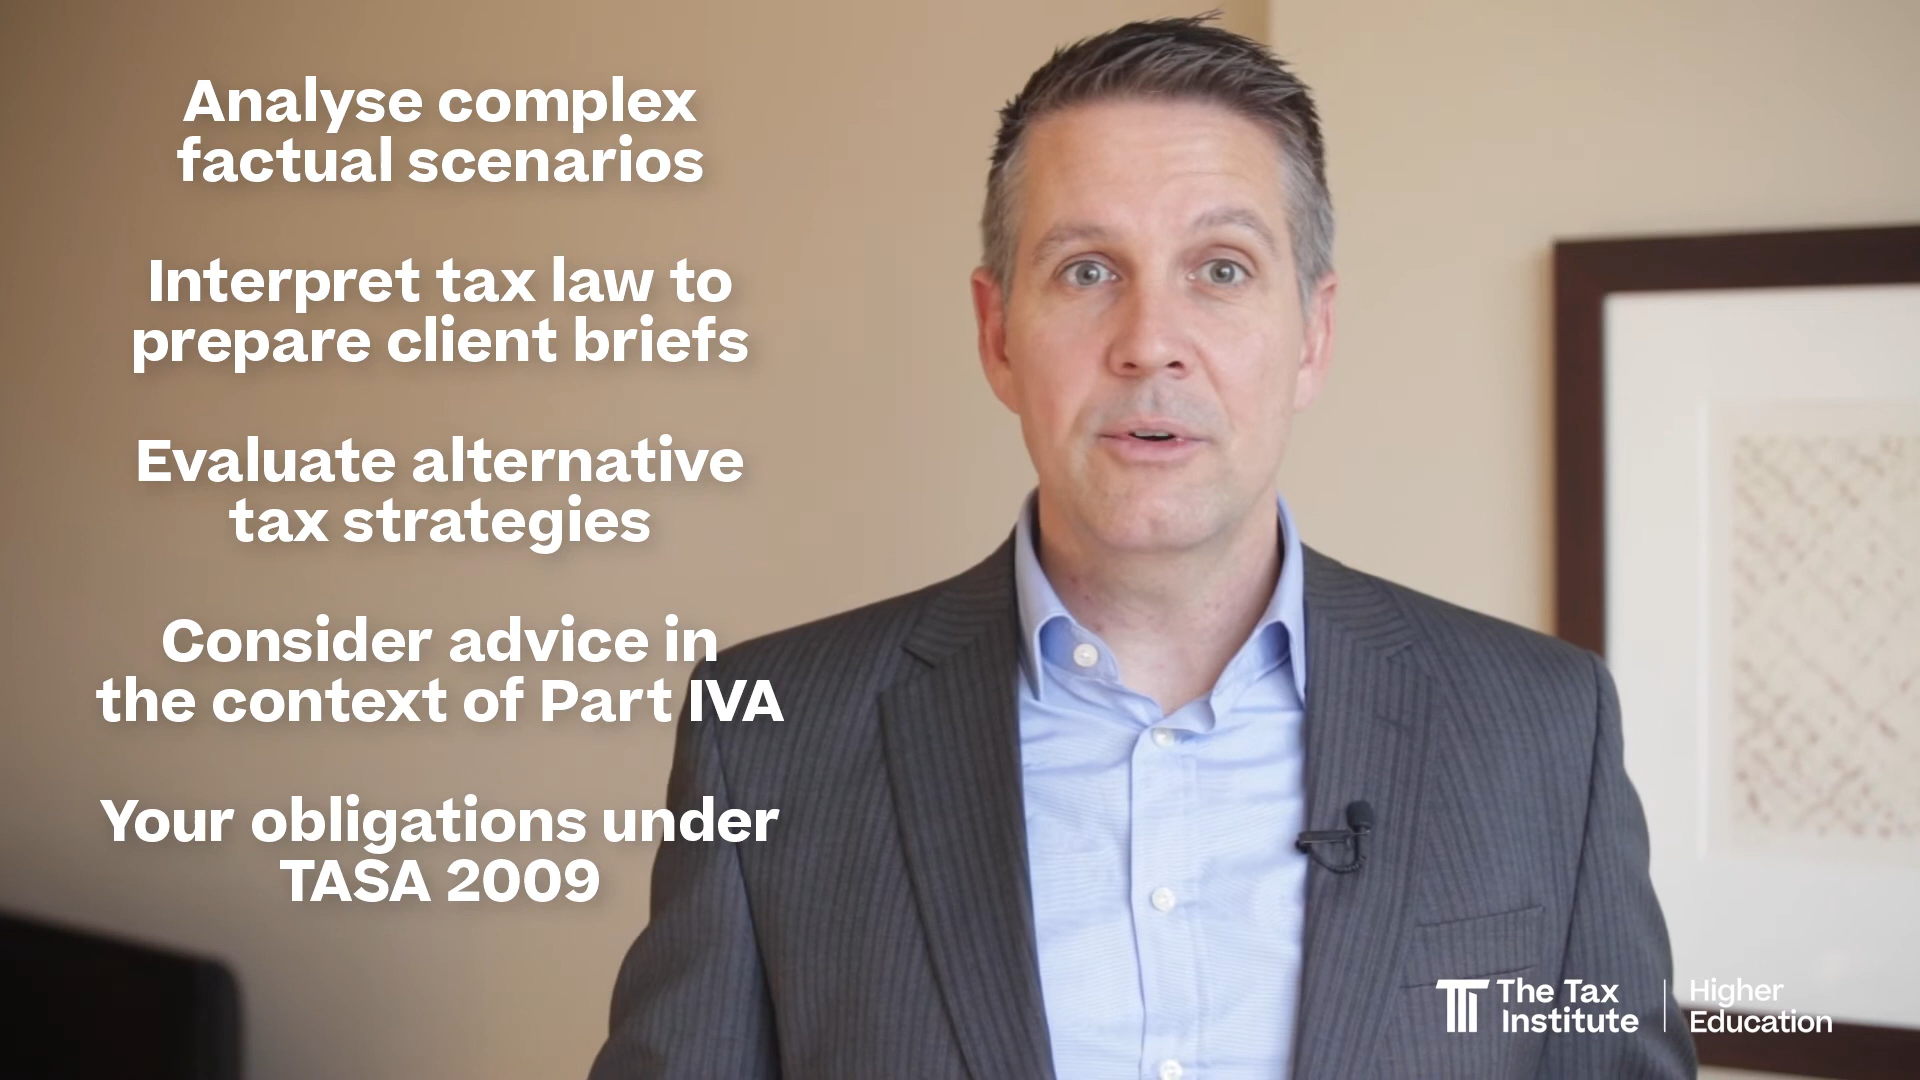 Analyse complex
factual scenarios
Interpret tax law to
prepare client briefs
Evaluate alternative
tax strategies
Consider advice in
the context of Part IVA
Your obligations under
TASA 2009
The Tax
Institute
Higher
Education